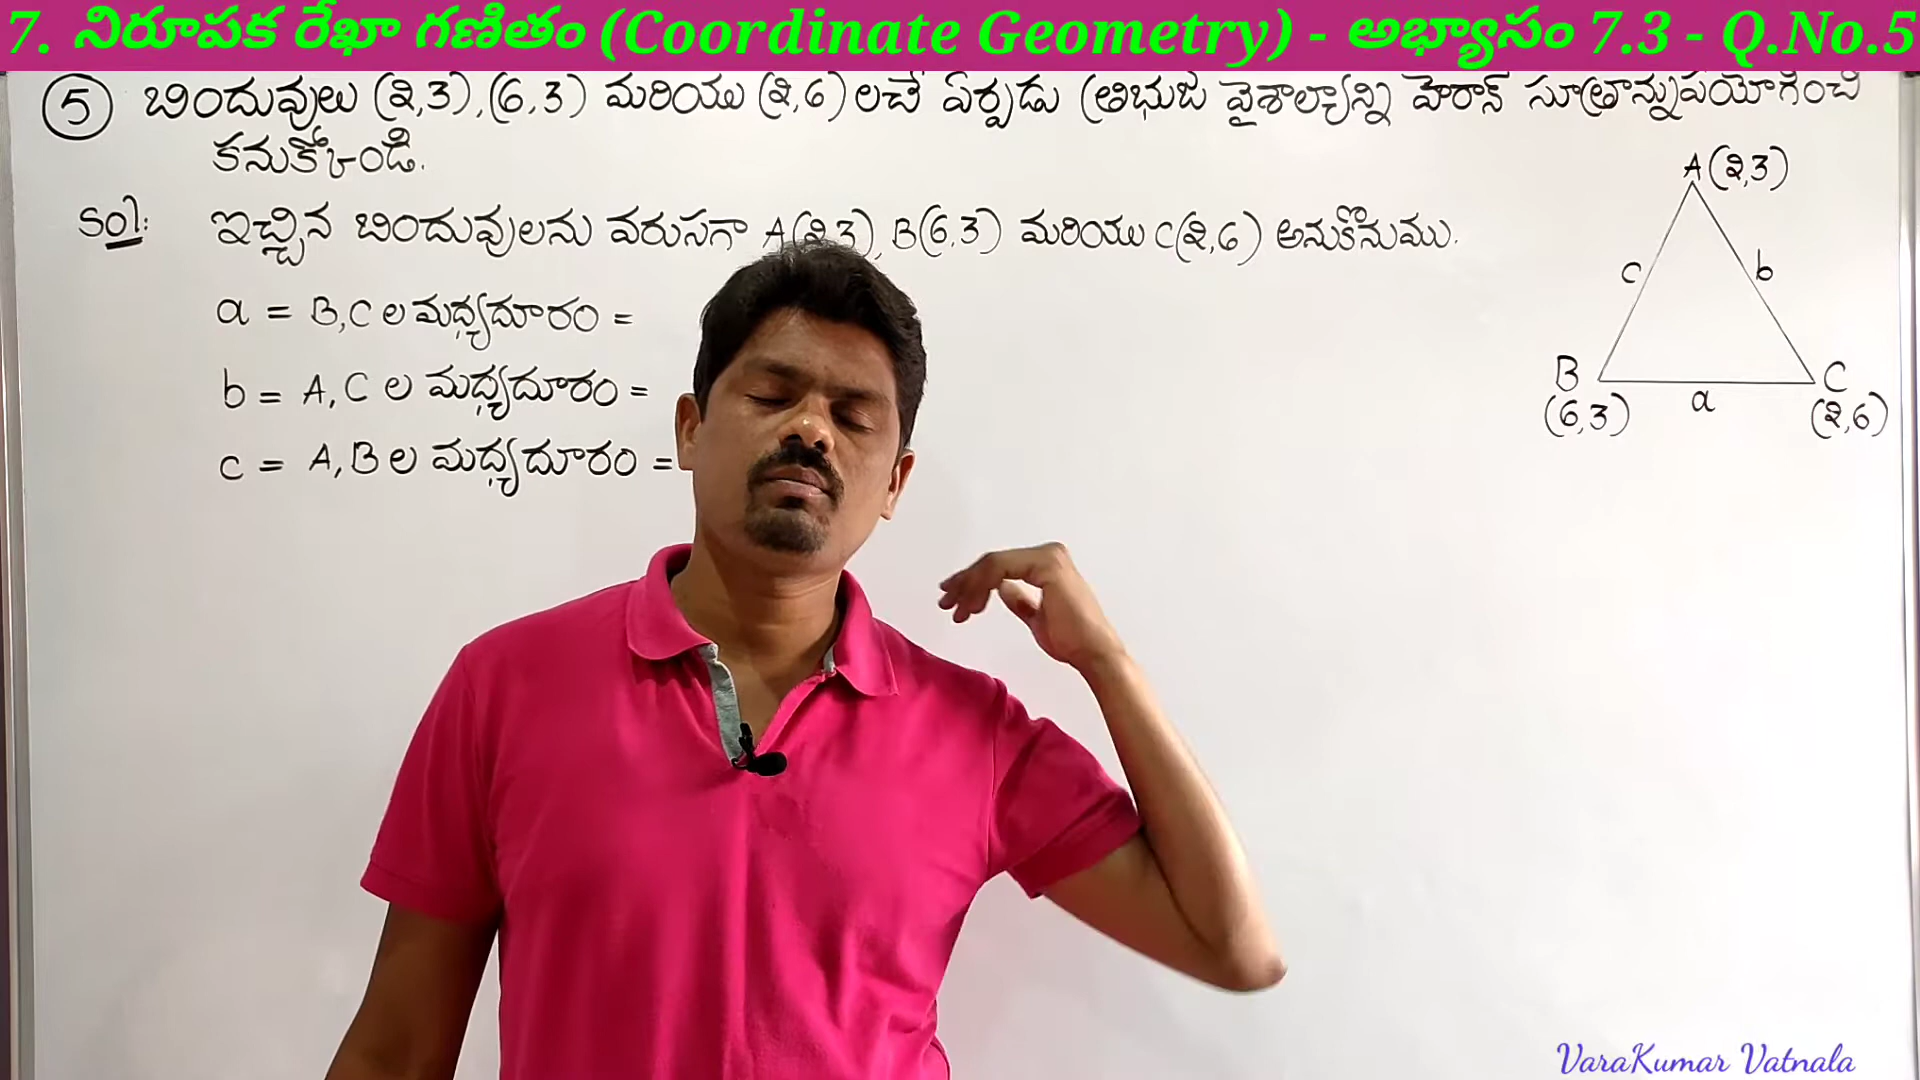 7. నిరూపక రేఖా గణితం (Coordinate Geometry) - అభ్యాసం 7.3 - Q.No.5
5 బిందువులు (2,3), (6,3) మరియు (2,6) లచే ఏర్పడు త్రిభుజ వైశాల్యాన్ని హెరాన్ సూత్రాన్నుపయోగించి
కనుక్కోండి.
Sol: ఇచ్చిన బిందువులను వరుసగా A(2,3), B(6,3) మరియు C(2,6) అనుకొనుము.
a = B,C ల మధ్యదూరం =
b = A,C ల మధ్యదూరం =
c = A,B ల మధ్యదూరం =
A(2,3)
c b
B C
(6,3) a (2,6)
VaraKumar Vatnala